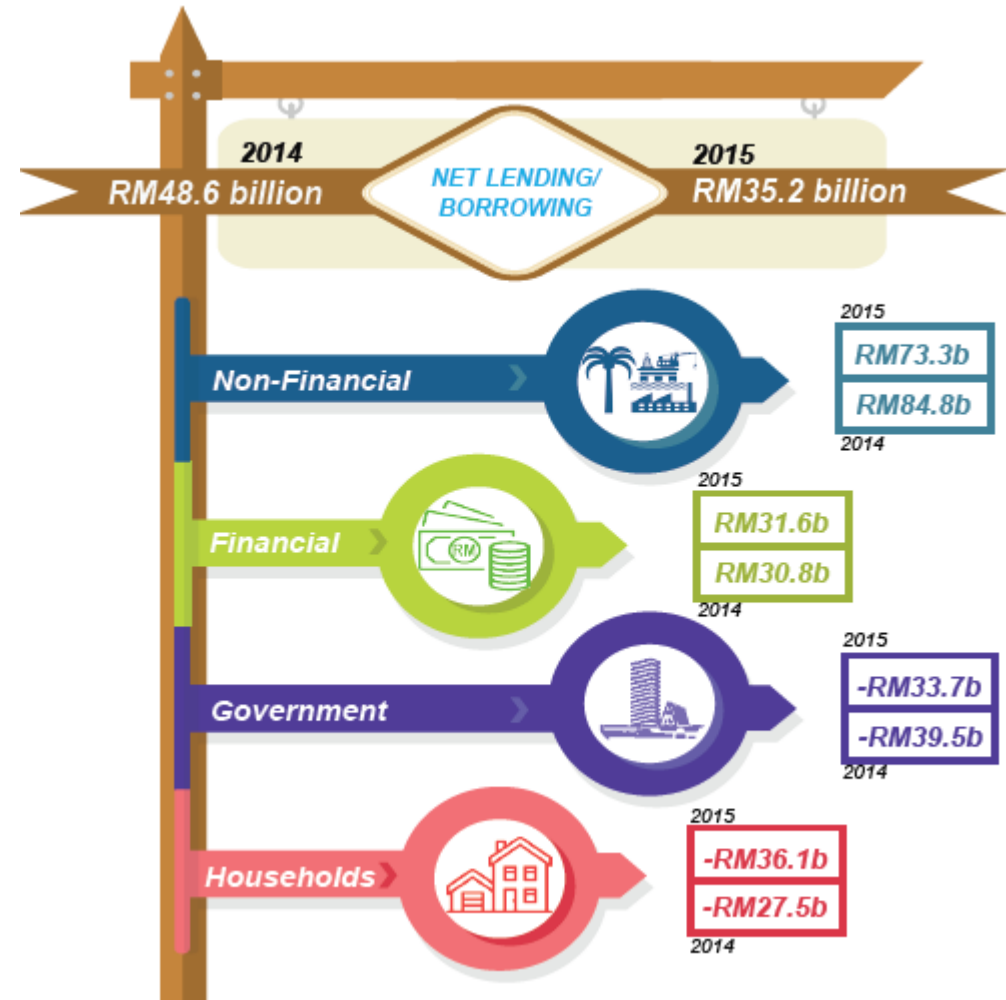 2014
RM48.6 billion
NET LENDING/
BORROWING
2015
RM35.2 billion
Non-Financial
2015
RM73.3b
RM84.8b
2014
Financial
RM
2015
RM31.6b
RM30.8b
2014
Government
2015
-RM33.7b
-RM39.5b
2014
Households
2015
-RM36.1b
-RM27.5b
2014